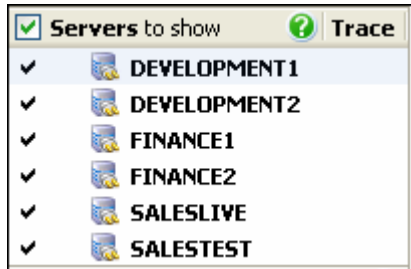 Servers to show ? Trace
DEVELOPMENT1
DEVELOPMENT2
FINANCE1
FINANCE2
SALESLIVE
SALESTEST